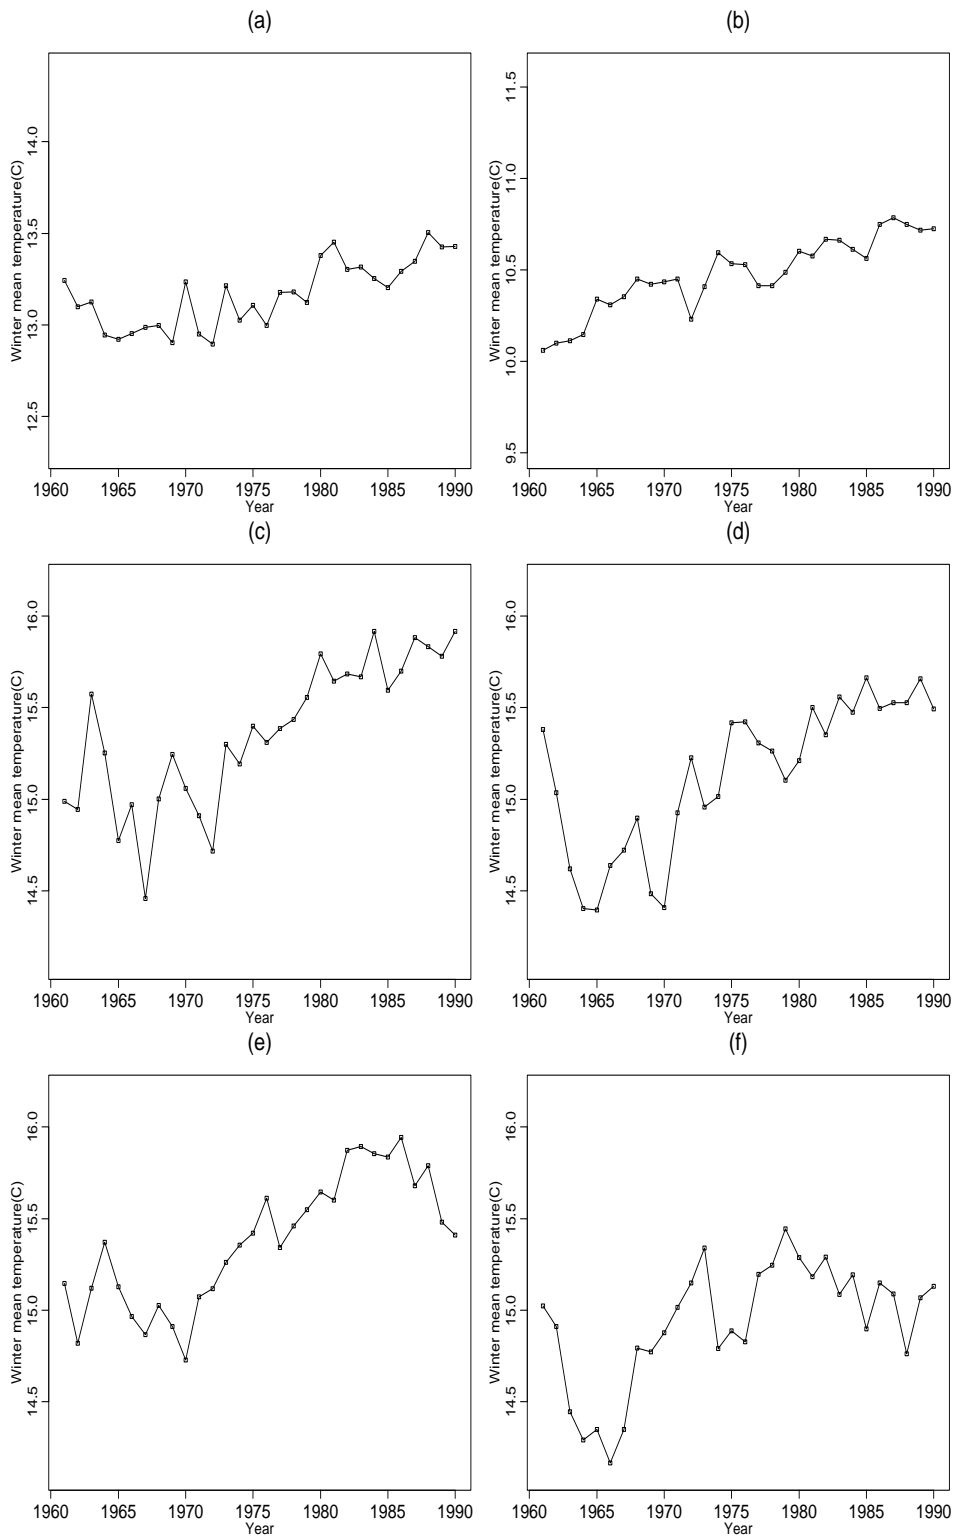 (a)
Winter mean temperature(C)
14.0
13.5
13.0
12.5
1960 1965 1970 1975 1980 1985 1990
Year
(b)
Winter mean temperature(C)
11.5
11.0
10.5
10.0
9.5
1960 1965 1970 1975 1980 1985 1990
Year
(c)
Winter mean temperature(C)
16.0
15.5
15.0
14.5
1960 1965 1970 1975 1980 1985 1990
Year
(d)
Winter mean temperature(C)
16.0
15.5
15.0
14.5
1960 1965 1970 1975 1980 1985 1990
Year
(e)
Winter mean temperature(C)
16.0
15.5
15.0
14.5
1960 1965 1970 1975 1980 1985 1990
Year
(f)
Winter mean temperature(C)
16.0
15.5
15.0
14.5
1960 1965 1970 1975 1980 1985 1990
Year